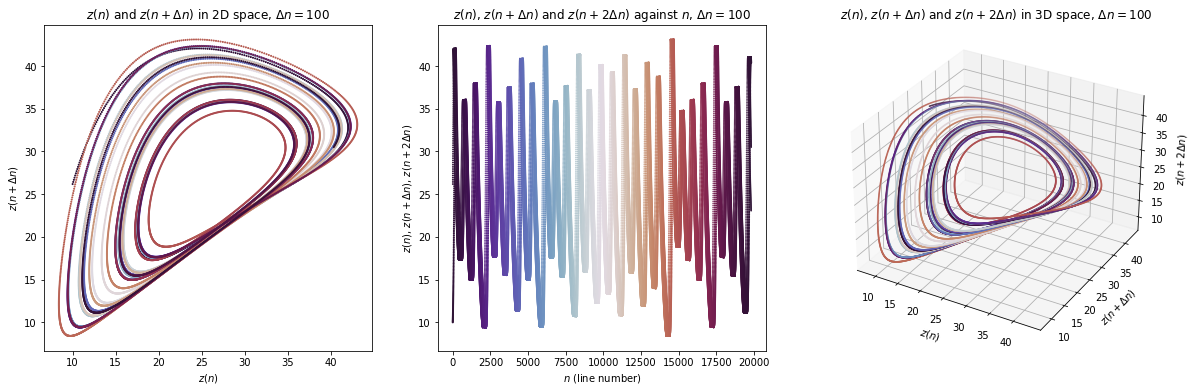 z(n) and z(n + Δn) in 2D space, Δn = 100
z(n + Δn)
40
35
30
25
20
15
10
10 15 20 25 30 35 40
z(n)
z(n), z(n + Δn) and z(n + 2Δn) against n, Δn = 100
z(n), z(n + Δn), z(n + 2Δn)
40
35
30
25
20
15
10
0 2500 5000 7500 10000 12500 15000 17500 20000
n (line number)
z(n), z(n + Δn) and z(n + 2Δn) in 3D space, Δn = 100
z(n + 2Δn)
40
35
30
25
20
15
10
z(n + Δn)
40
35
30
25
20
15
10
10 15 20 25 30 35 40
z(n)